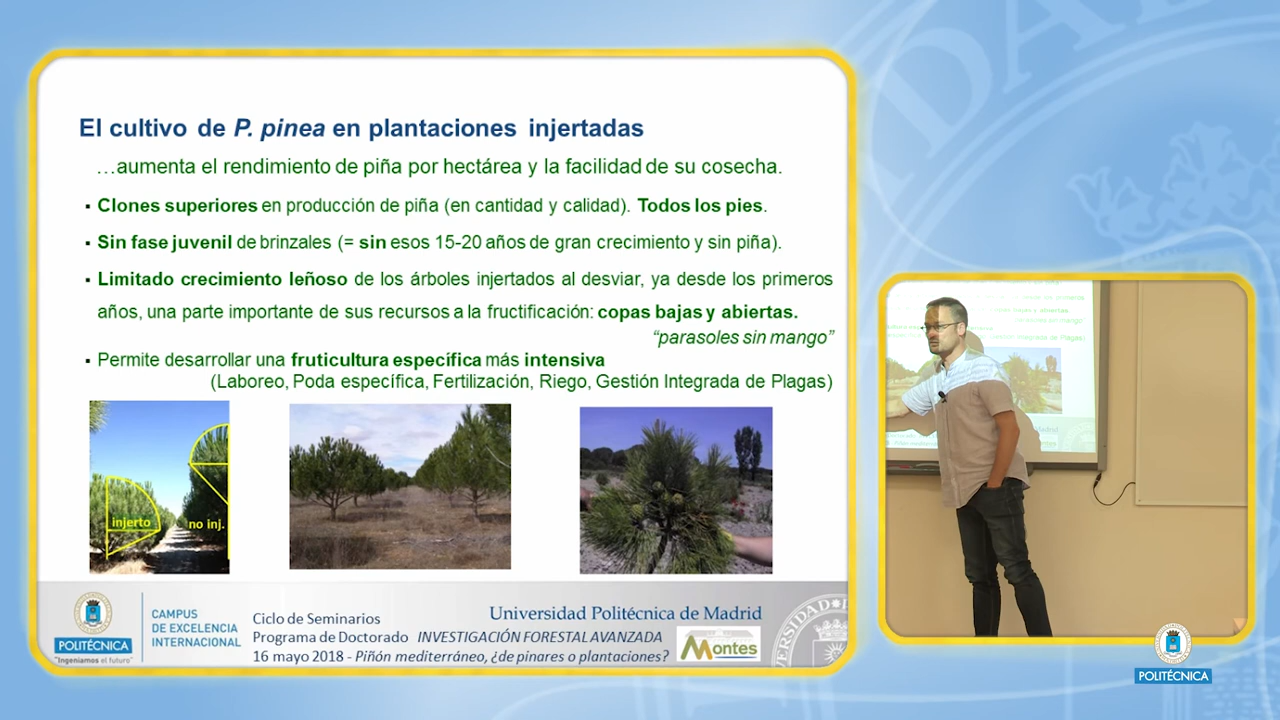 El cultivo de P. pinea en plantaciones injertadas
…aumenta el rendimiento de piña por hectárea y la facilidad de su cosecha.
▪ Clones superiores en producción de piña (en cantidad y calidad). Todos los pies.
▪ Sin fase juvenil de brinzales (= sin esos 15-20 años de gran crecimiento y sin piña).
▪ Limitado crecimiento leñoso de los árboles injertados al desviar, ya desde los primeros
años, una parte importante de sus recursos a la fructificación: copas bajas y abiertas.
“parasoles sin mango”
▪ Permite desarrollar una fruticultura específica más intensiva
(Laboreo, Poda específica, Fertilización, Riego, Gestión Integrada de Plagas)
injerto
no inj.
POLITÉCNICA
"Ingeniamos el futuro"
CAMPUS
DE EXCELENCIA
INTERNACIONAL
Ciclo de Seminarios
Universidad Politécnica de Madrid
Programa de Doctorado INVESTIGACIÓN FORESTAL AVANZADA
16 mayo 2018 - Piñón mediterráneo, ¿de pinares o plantaciones?
Montes
POLITÉCNICA